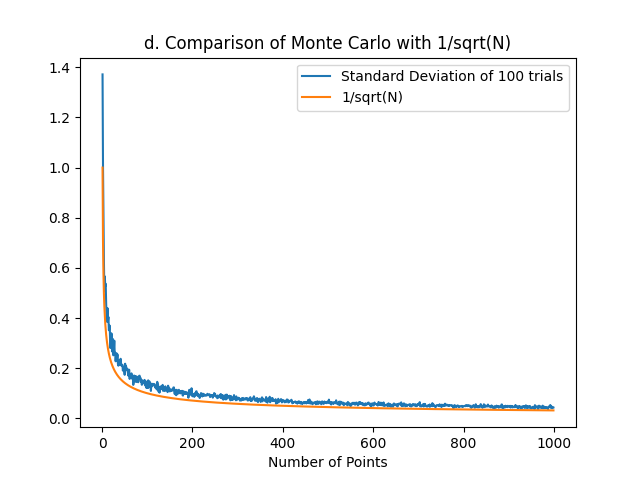 d. Comparison of Monte Carlo with 1/sqrt(N)
Standard Deviation of 100 trials
1/sqrt(N)
1.4
1.2
1.0
0.8
0.6
0.4
0.2
0.0
0 200 400 600 800 1000
Number of Points